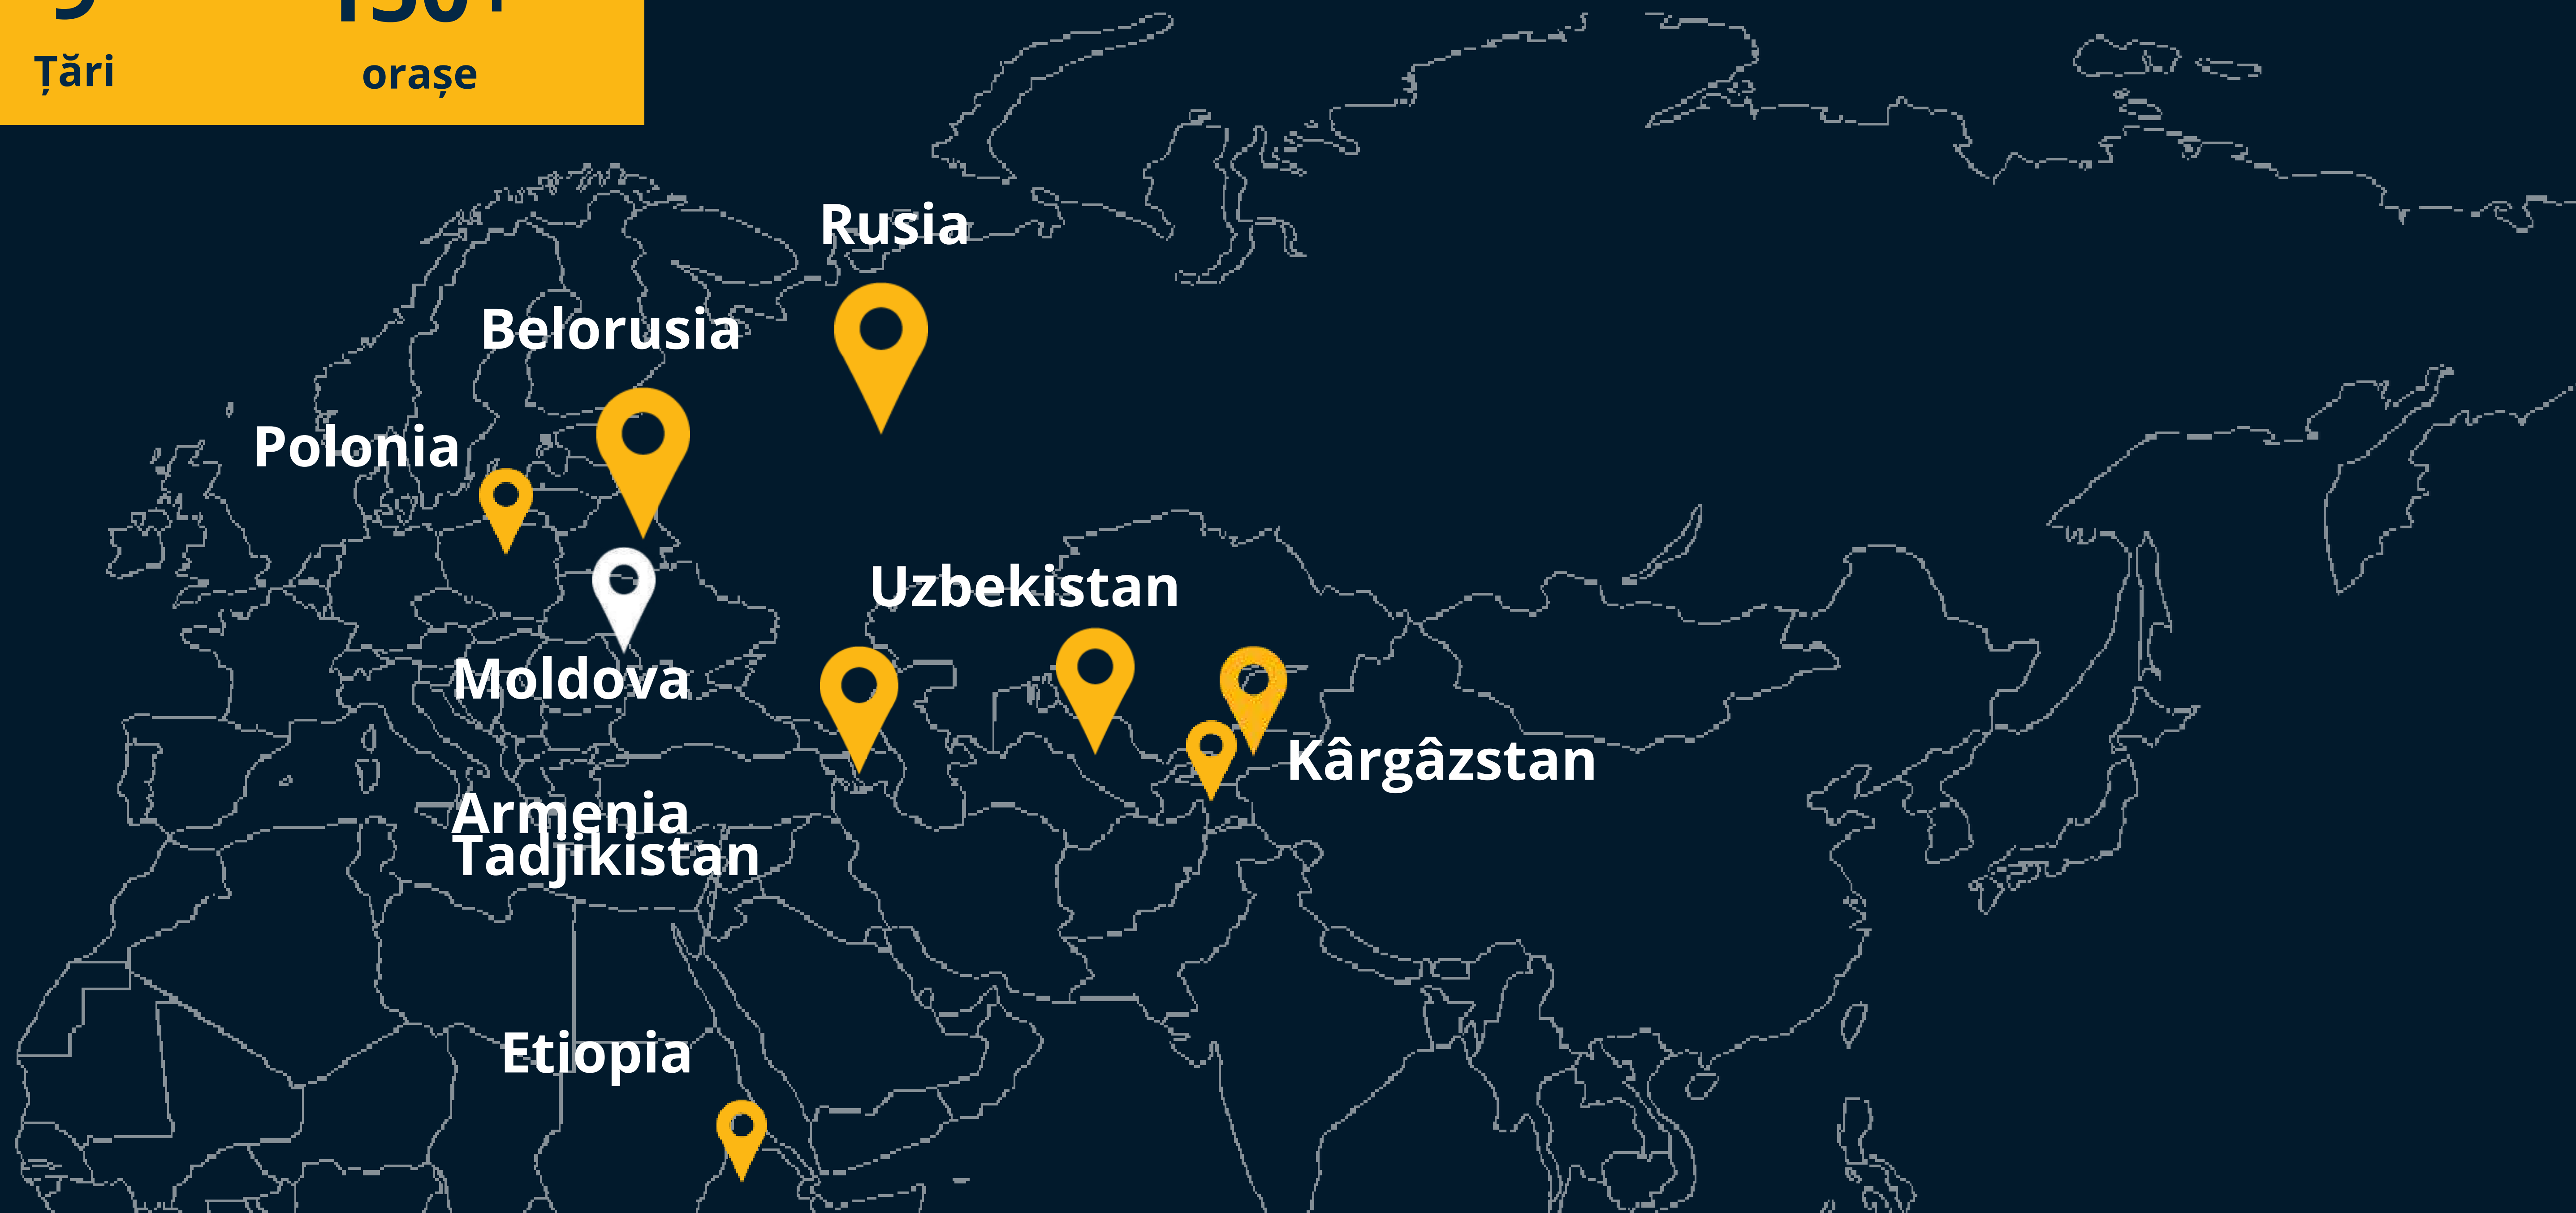 Țări
orașe
Rusia
Belorusia
Polonia
Uzbekistan
Moldova
Kârgâzstan
Armenia
Tadjikistan
Etiopia